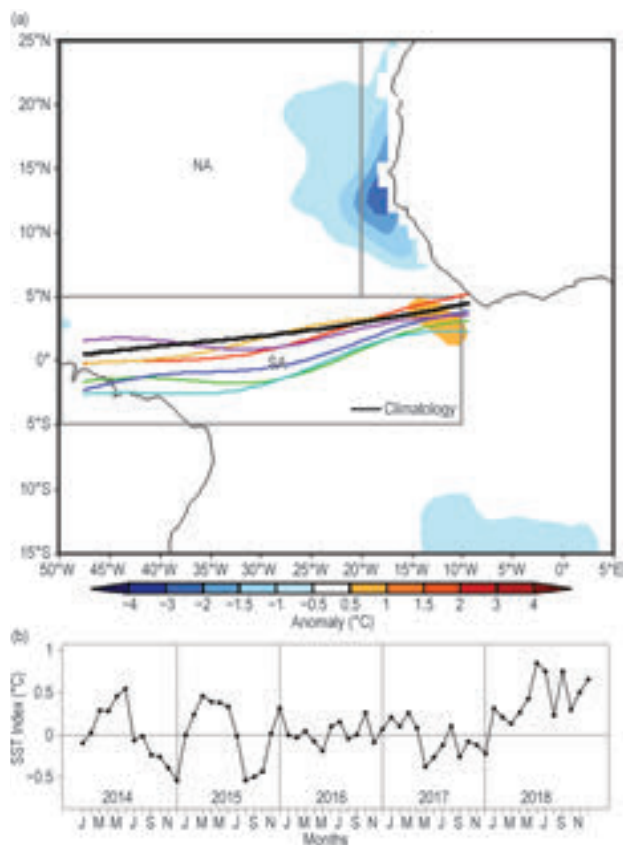 (a)
25°N
20°N
15°N
10°N
5°N
0°
5°S
10°S
15°S
NA
SA
Climatology
50°W 45°W 40°W 35°W 30°W 25°W 20°W 15°W 10°W 5°W 0° 5°E
−4 −3 −2 −1.5 −1 −0.5 0.5 1 1.5 2 3 4
Anomaly (°C)
(b)
SST Index (°C)
1
0.5
0
−0.5
2014 2015 2016 2017 2018
J M M J S N J M M J S N J M M J S N J M M J S N J M M J S N
Months